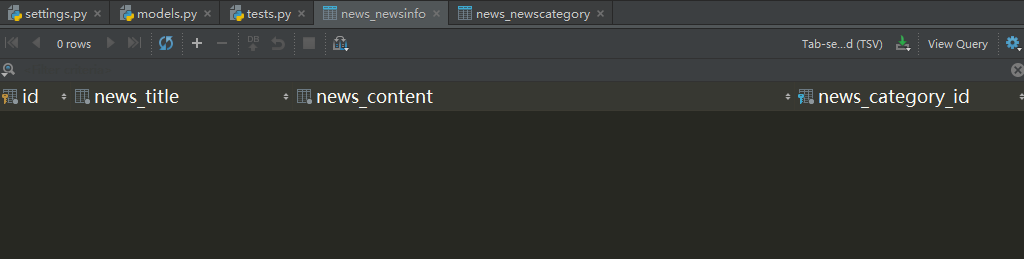 settings.py models.py tests.py news_newsinfo news_newscategory
0 rows DB Tab-se...d (TSV) View Query
id news_title news_content news_category_id